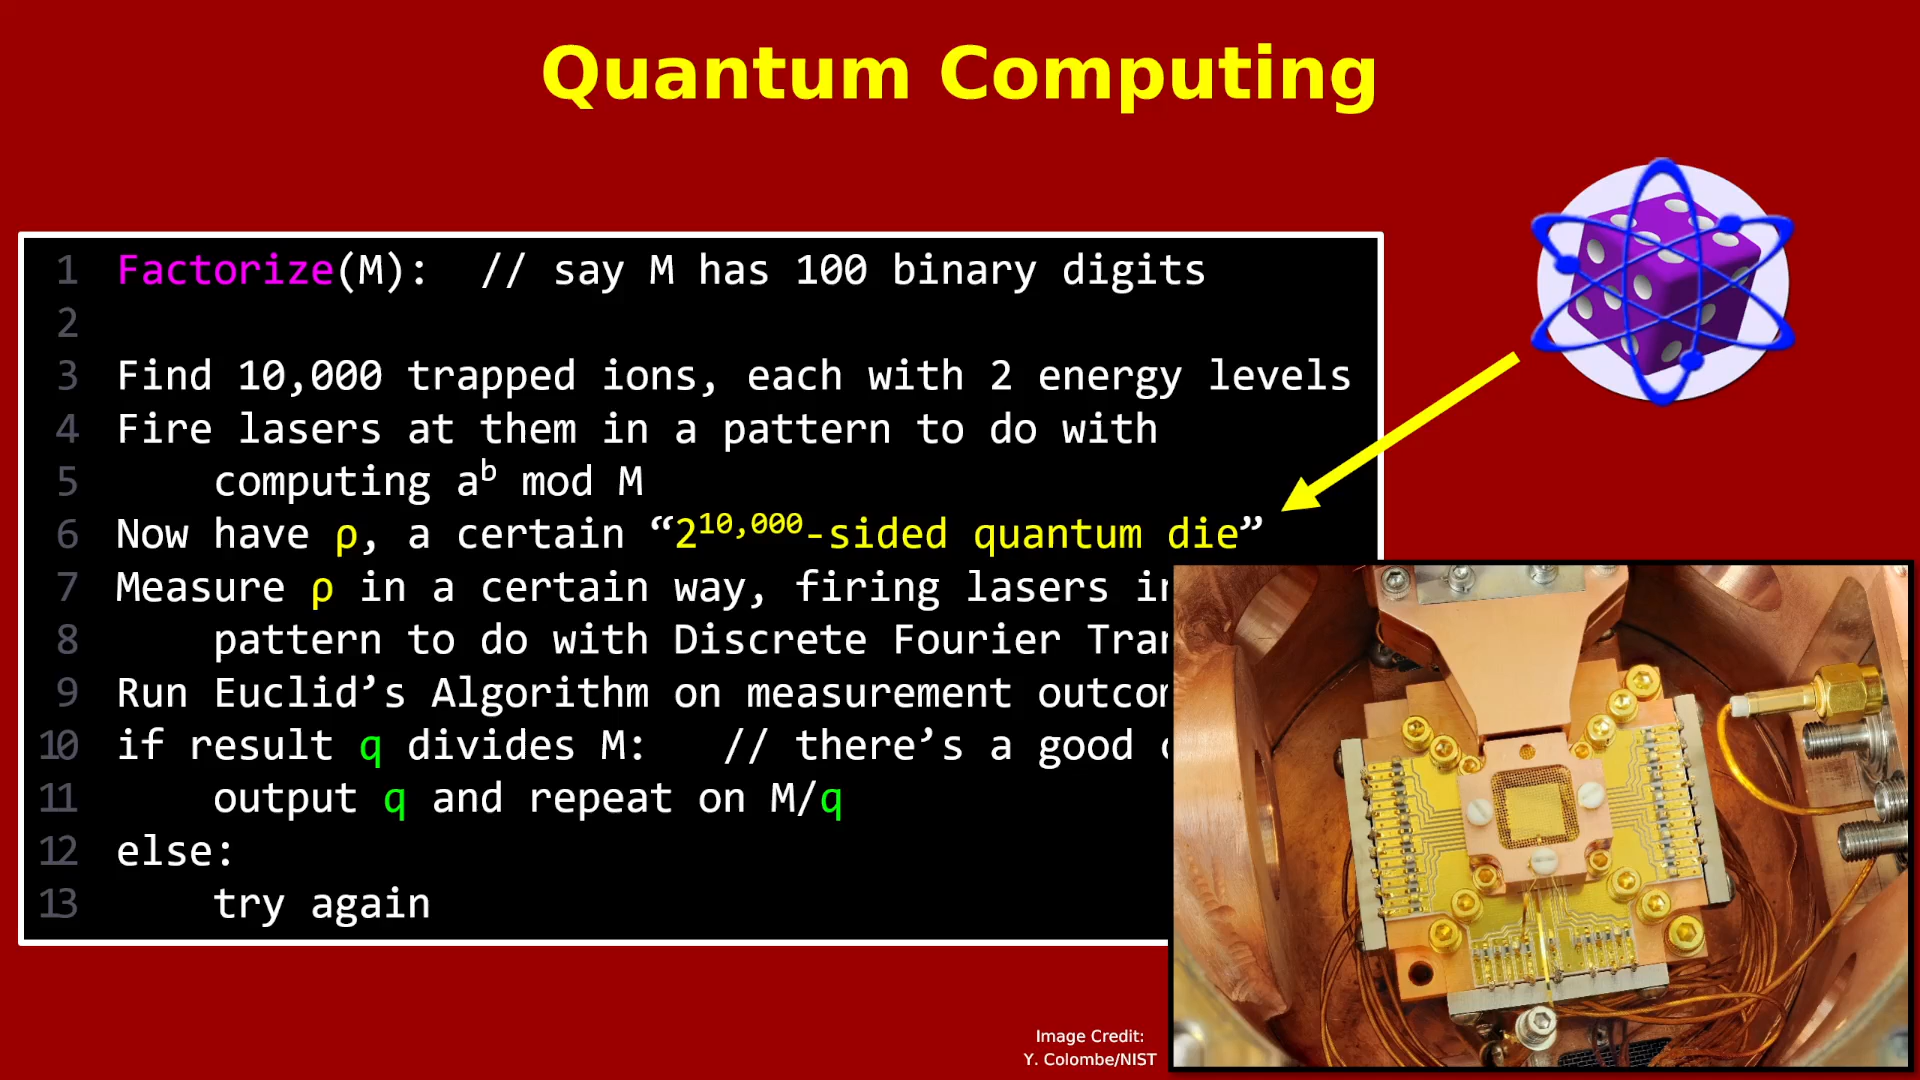 Quantum Computing
1 Factorize(M): // say M has 100 binary digits
2
3 Find 10,000 trapped ions, each with 2 energy levels
4 Fire lasers at them in a pattern to do with
5 computing aᵇ mod M
6 Now have ρ, a certain “2¹⁰,⁰⁰⁰-sided quantum die”
7 Measure ρ in a certain way, firing lasers in
8 pattern to do with Discrete Fourier
9 Run Euclid’s Algorithm on measurement
10 if result q divides M: // there’s a good
11 output q and repeat on M/q
12 else:
13 try again
Image Credit:
Y. Colombe/NIST